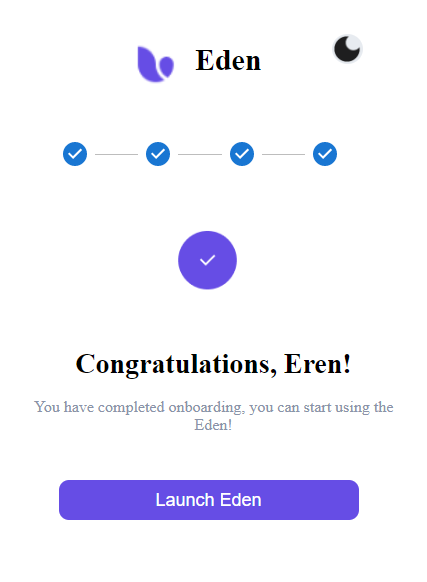 Eden
Congratulations, Eren!
You have completed onboarding, you can start using the
Eden!
Launch Eden